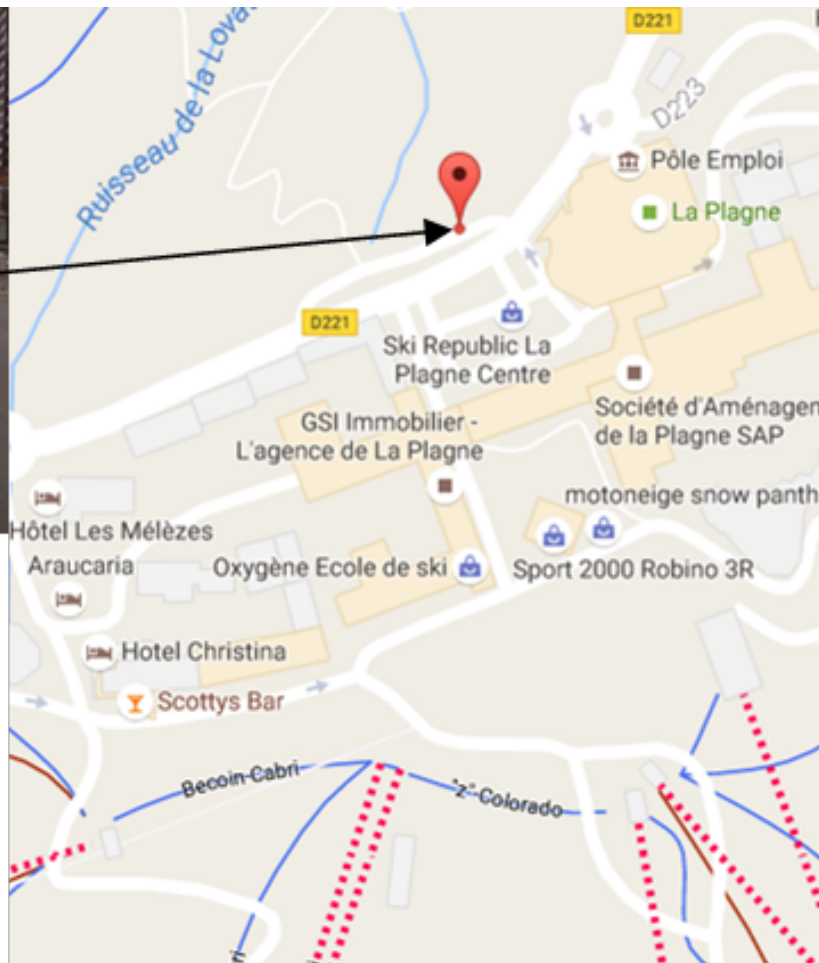 D221
D223
Ruisseau de la Lova
Pôle Emploi
La Plagne
D221
Ski Republic La
Plagne Centre
Société d'Aménagem
de la Plagne SAP
GSI Immobilier -
L'agence de La Plagne
motoneige snow panth
Hôtel Les Mélèzes
Araucaria
Oxygène Ecole de ski
Sport 2000 Robino 3R
Hotel Christina
Scottys Bar
Becoin-Cabri
"z"-Colorado